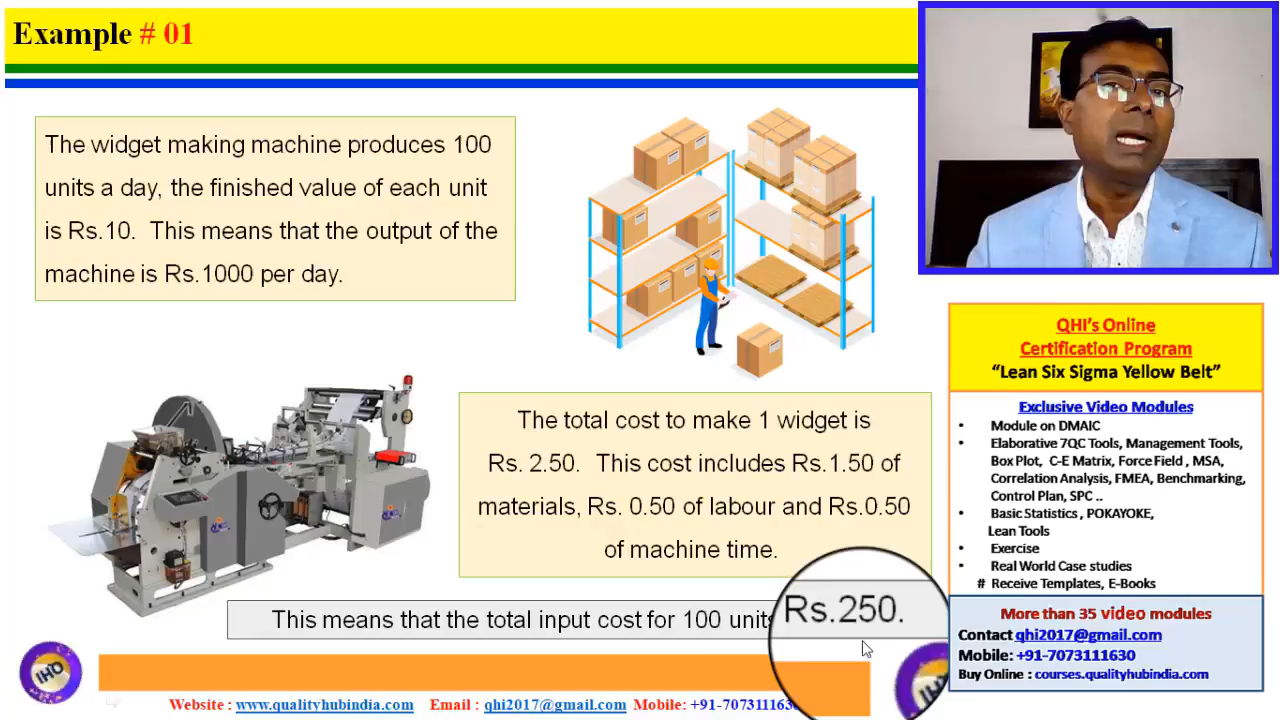 Example # 01
The widget making machine produces 100
units a day, the finished value of each unit
is Rs.10. This means that the output of the
machine is Rs.1000 per day.
The total cost to make 1 widget is
Rs. 2.50. This cost includes Rs.1.50 of
materials, Rs. 0.50 of labour and Rs.0.50
of machine time.
This means that the total input cost for 100 units Rs.250.
QHI's Online
Certification Program
“Lean Six Sigma Yellow Belt”
Exclusive Video Modules
• Module on DMAIC
• Elaborative 7QC Tools, Management Tools,
Box Plot, C-E Matrix, Force Field , MSA,
Correlation Analysis, FMEA, Benchmarking,
Control Plan, SPC ..
• Basic Statistics , POKAYOKE,
Lean Tools
• Exercise
• Real World Case studies
# Receive Templates, E-Books
More than 35 video modules
Contact qhi2017@gmail.com
Mobile: +91-7073111630
Buy Online : courses.qualityhubindia.com
Website : www.qualityhubindia.com Email : qhi2017@gmail.com Mobile: +91-707311163